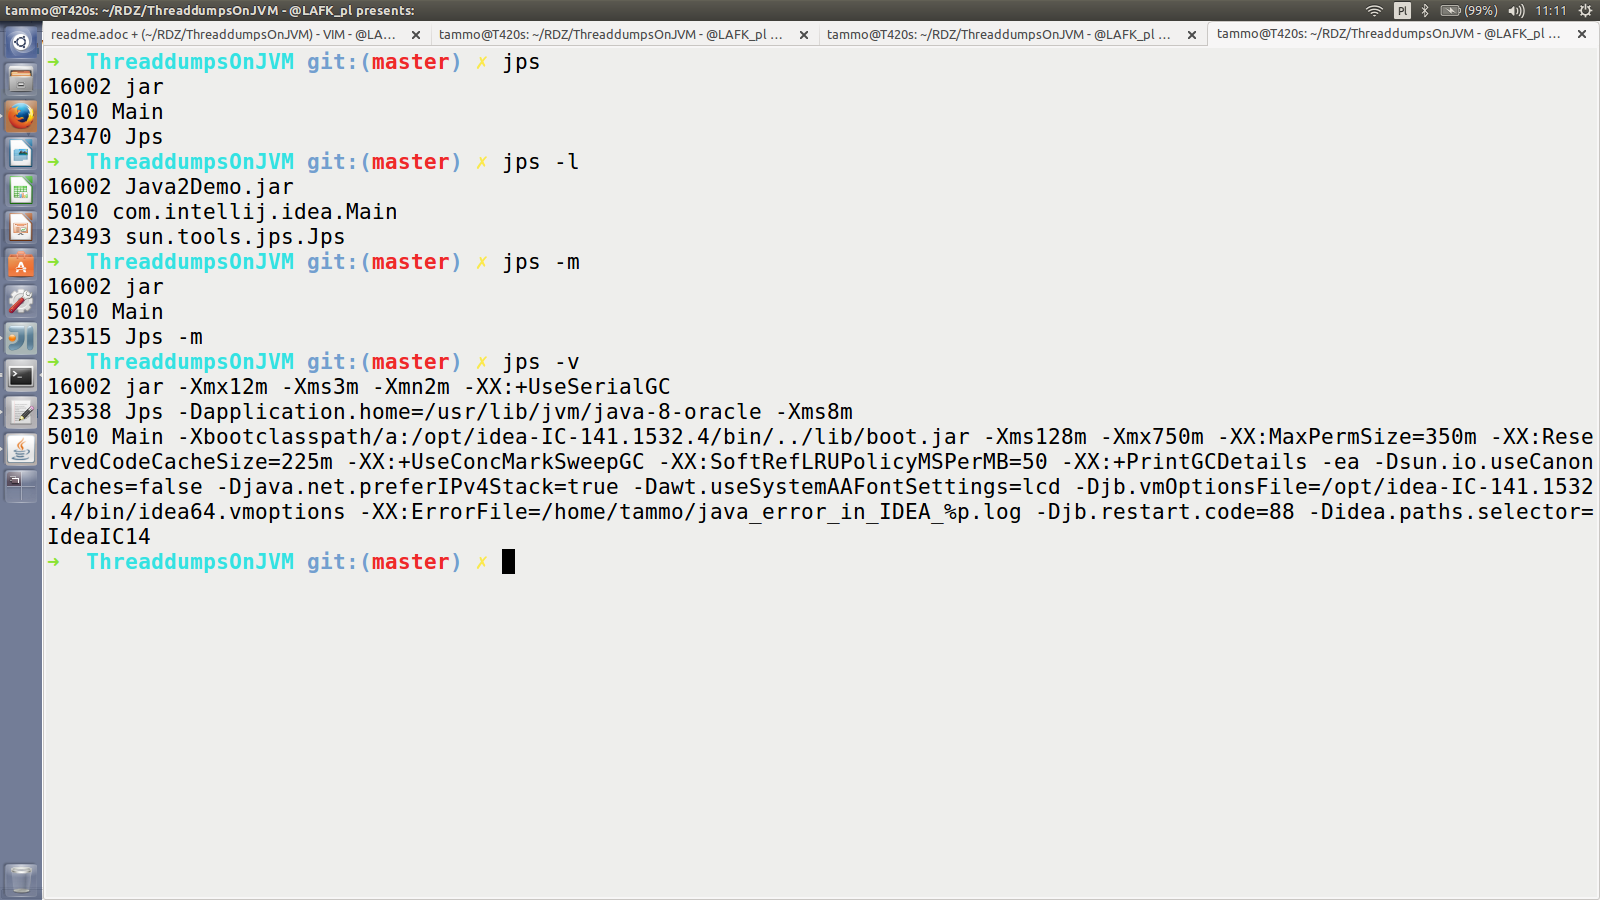 tammo@T420s: ~/RDZ/ThreaddumpsOnJVM - @LAFK_pl presents:
Pl (99%) 11:11
readme.adoc + (~/RDZ/ThreaddumpsOnJVM) - VIM - @LA... × tammo@T420s: ~/RDZ/ThreaddumpsOnJVM - @LAFK_pl ... × tammo@T420s: ~/RDZ/ThreaddumpsOnJVM - @LAFK_pl ... × tammo@T420s: ~/RDZ/ThreaddumpsOnJVM - @LAFK_pl ... ×
➜ ThreaddumpsOnJVM git:(master) ✗ jps
16002 jar
5010 Main
23470 Jps
➜ ThreaddumpsOnJVM git:(master) ✗ jps -l
16002 Java2Demo.jar
5010 com.intellij.idea.Main
23493 sun.tools.jps.Jps
➜ ThreaddumpsOnJVM git:(master) ✗ jps -m
16002 jar
5010 Main
23515 Jps -m
➜ ThreaddumpsOnJVM git:(master) ✗ jps -v
16002 jar -Xmx12m -Xms3m -Xmn2m -XX:+UseSerialGC
23538 Jps -Dapplication.home=/usr/lib/jvm/java-8-oracle -Xms8m
5010 Main -Xbootclasspath/a:/opt/idea-IC-141.1532.4/bin/../lib/boot.jar -Xms128m -Xmx750m -XX:MaxPermSize=350m -XX:Rese
rvedCodeCacheSize=225m -XX:+UseConcMarkSweepGC -XX:SoftRefLRUPolicyMSPerMB=50 -XX:+PrintGCDetails -ea -Dsun.io.useCanon
Caches=false -Djava.net.preferIPv4Stack=true -Dawt.useSystemAAFontSettings=lcd -Djb.vmOptionsFile=/opt/idea-IC-141.1532
.4/bin/idea64.vmoptions -XX:ErrorFile=/home/tammo/java_error_in_IDEA_%p.log -Djb.restart.code=88 -Didea.paths.selector=
IdeaIC14
➜ ThreaddumpsOnJVM git:(master) ✗